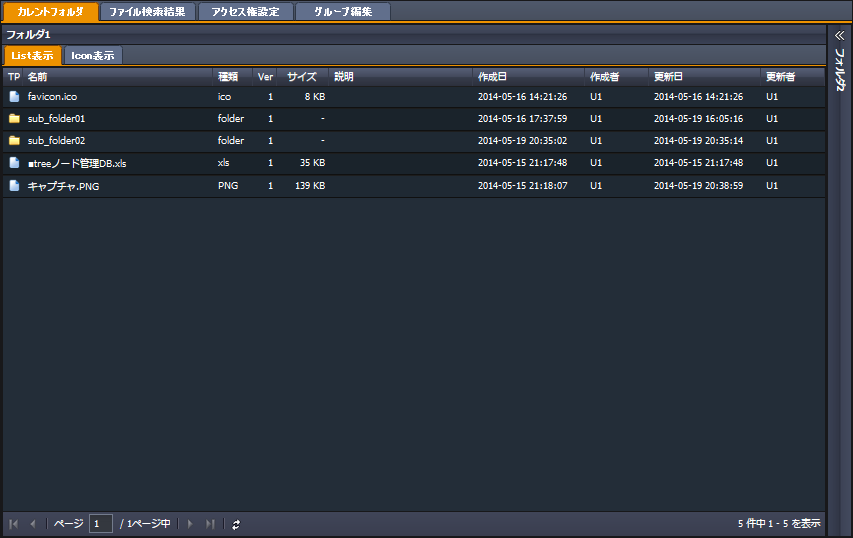 カレントフォルダ ファイル検索結果 アクセス権設定 グループ編集
フォルダ1
List表示 Icon表示
TP 名前 種類 Ver サイズ 説明 作成日 作成者 更新日 更新者
favicon.ico ico 1 8 KB 2014-05-16 14:21:26 U1 2014-05-16 14:21:26 U1
sub_folder01 folder 1 - 2014-05-16 17:37:59 U1 2014-05-19 16:05:16 U1
sub_folder02 folder 1 - 2014-05-19 20:35:02 U1 2014-05-19 20:35:14 U1
■treeノード管理DB.xls xls 1 35 KB 2014-05-15 21:17:48 U1 2014-05-15 21:17:48 U1
キャプチャ.PNG PNG 1 139 KB 2014-05-15 21:18:07 U1 2014-05-19 20:38:59 U1
ページ 1 / 1ページ中 5 件中 1 - 5 を表示
フォルダ2